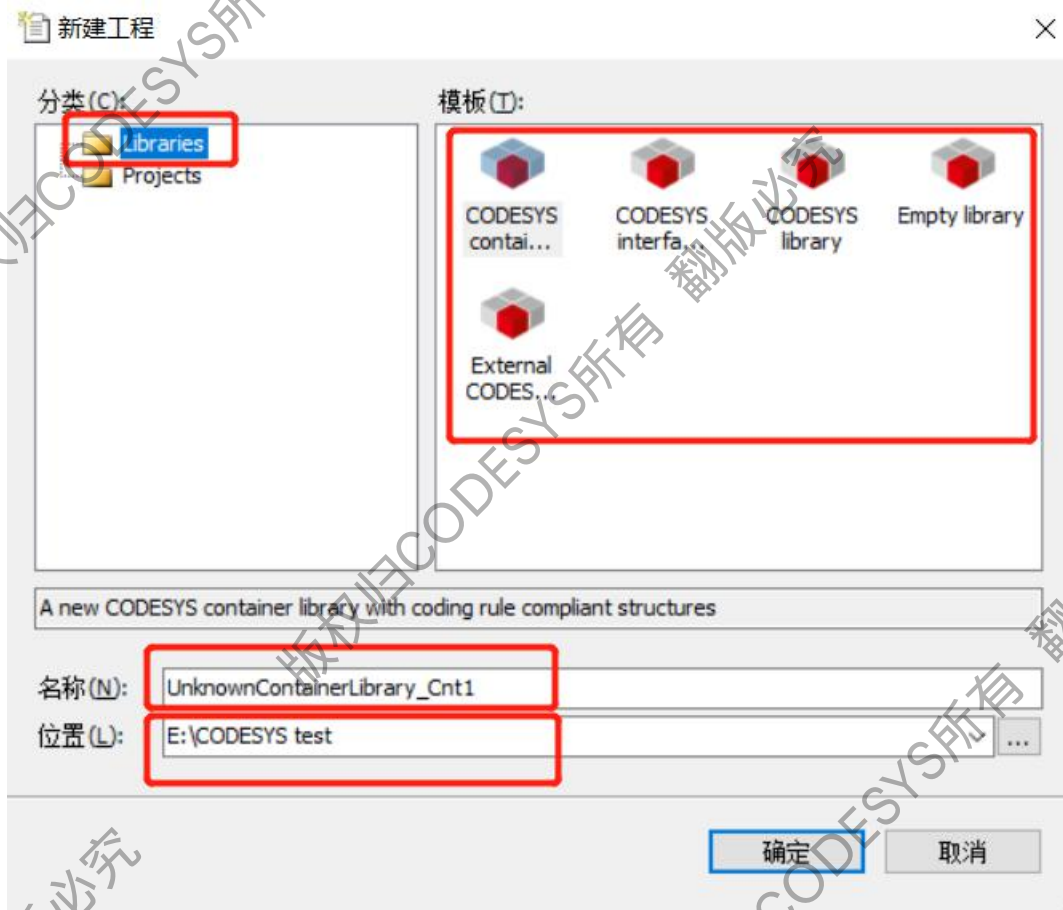 新建工程
分类(C):
模板(T):
Libraries
Projects
CODESYS contai...
CODESYS interfa...
CODESYS library
Empty library
External CODES...
A new CODESYS container library with coding rule compliant structures
名称(N):
UnknownContainerLibrary_Cnt1
位置(L):
E:\CODESYS test
...
确定
取消
版权归CODESYS所有 翻版必究